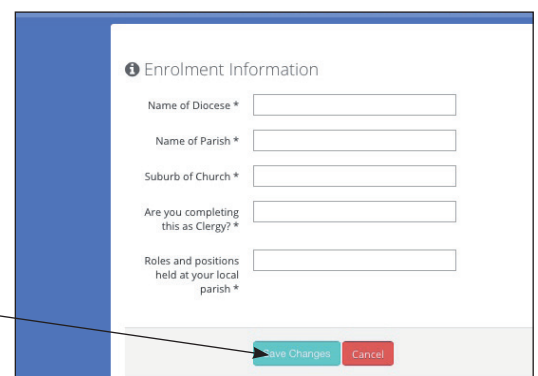 Enrolment Information
Name of Diocese *
Name of Parish *
Suburb of Church *
Are you completing
this as Clergy? *
Roles and positions
held at your local
parish *
Save Changes Cancel